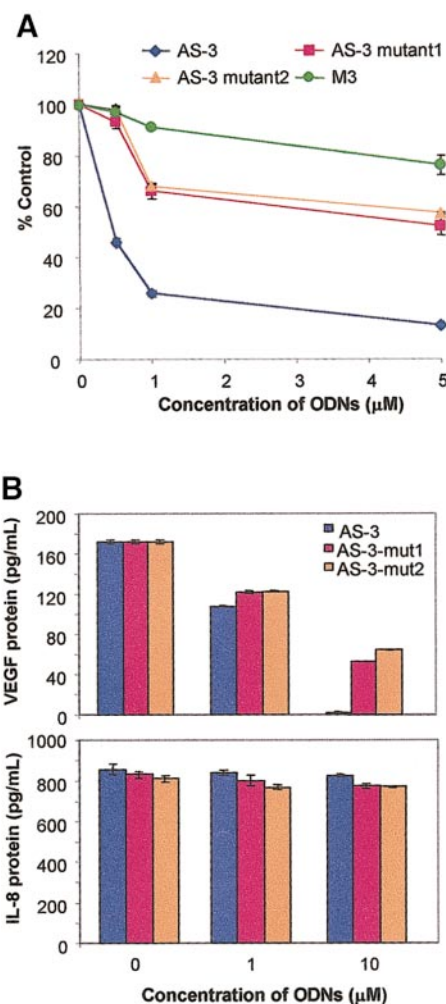 A
AS-3
AS-3 mutant1
AS-3 mutant2
M3
% Control
120
100
80
60
40
20
0
0 1 2 3 4 5
Concentration of ODNs (μM)
B
VEGF protein (pg/mL)
200
160
120
80
40
0
AS-3
AS-3-mut1
AS-3-mut2
IL-8 protein (pg/mL)
1000
800
600
400
200
0
0 1 10
Concentration of ODNs (μM)